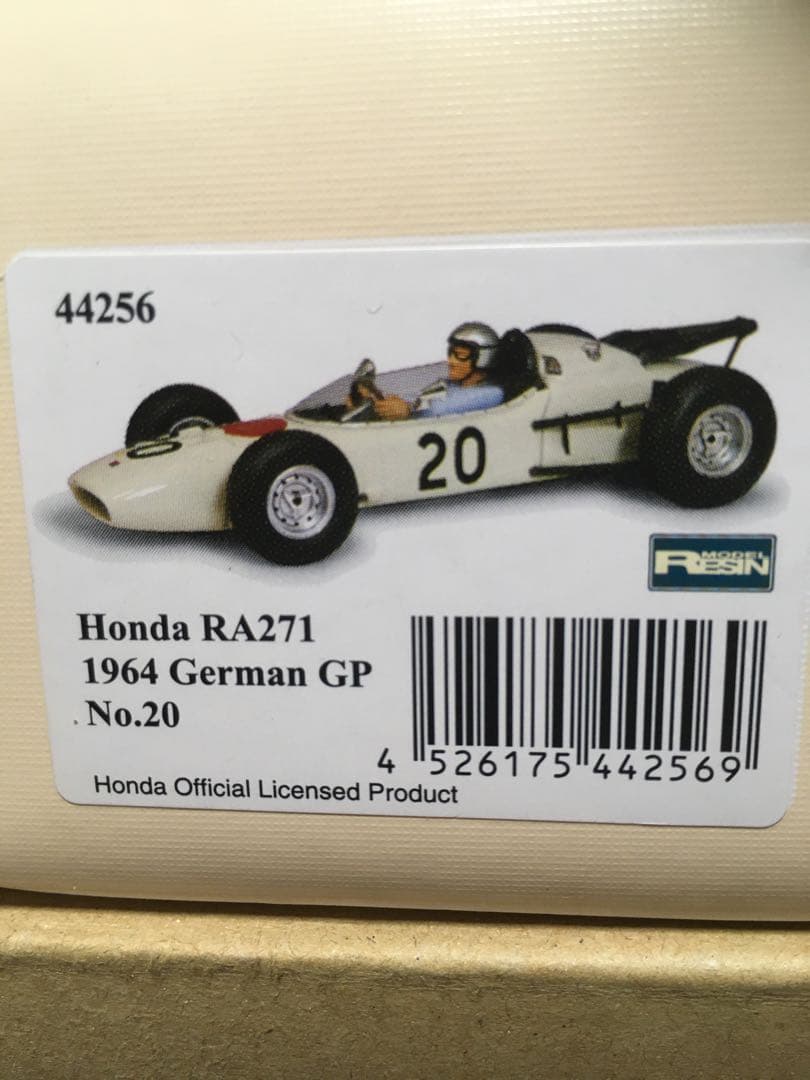 44256
20
MODEL
RESIN
Honda RA271
1964 German GP
No.20
4 526175 442569
Honda Official Licensed Product